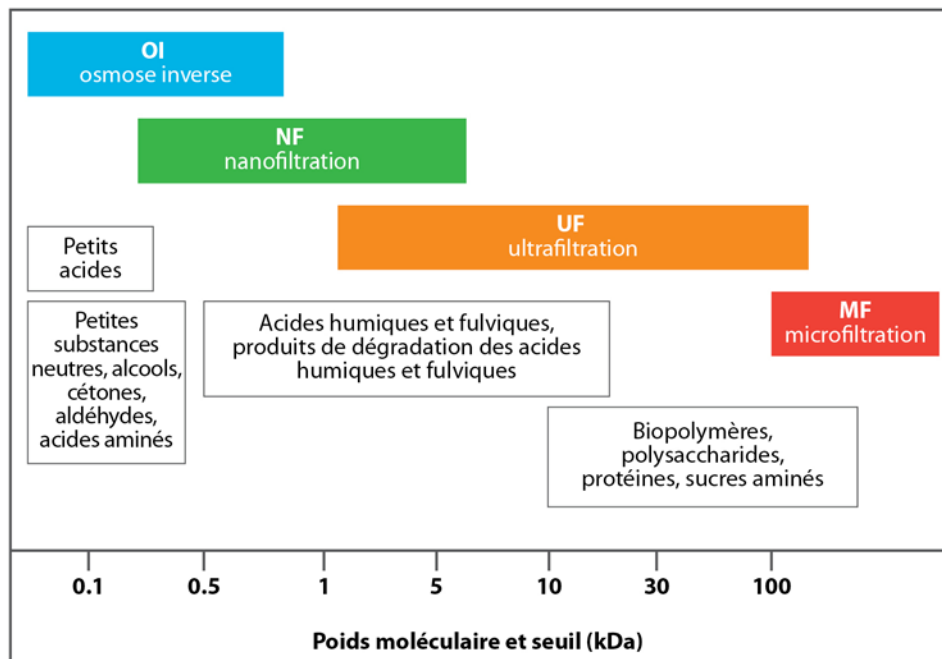 OI
osmose inverse
NF
nanofiltration
UF
ultrafiltration
MF
microfiltration
Petits
acides
Petites
substances
neutres, alcools,
cétones,
aldéhydes,
acides aminés
Acides humiques et fulviques,
produits de dégradation des acides
humiques et fulviques
Biopolymères,
polysaccharides,
protéines, sucres aminés
0.1 0.5 1 5 10 30 100
Poids moléculaire et seuil (kDa)